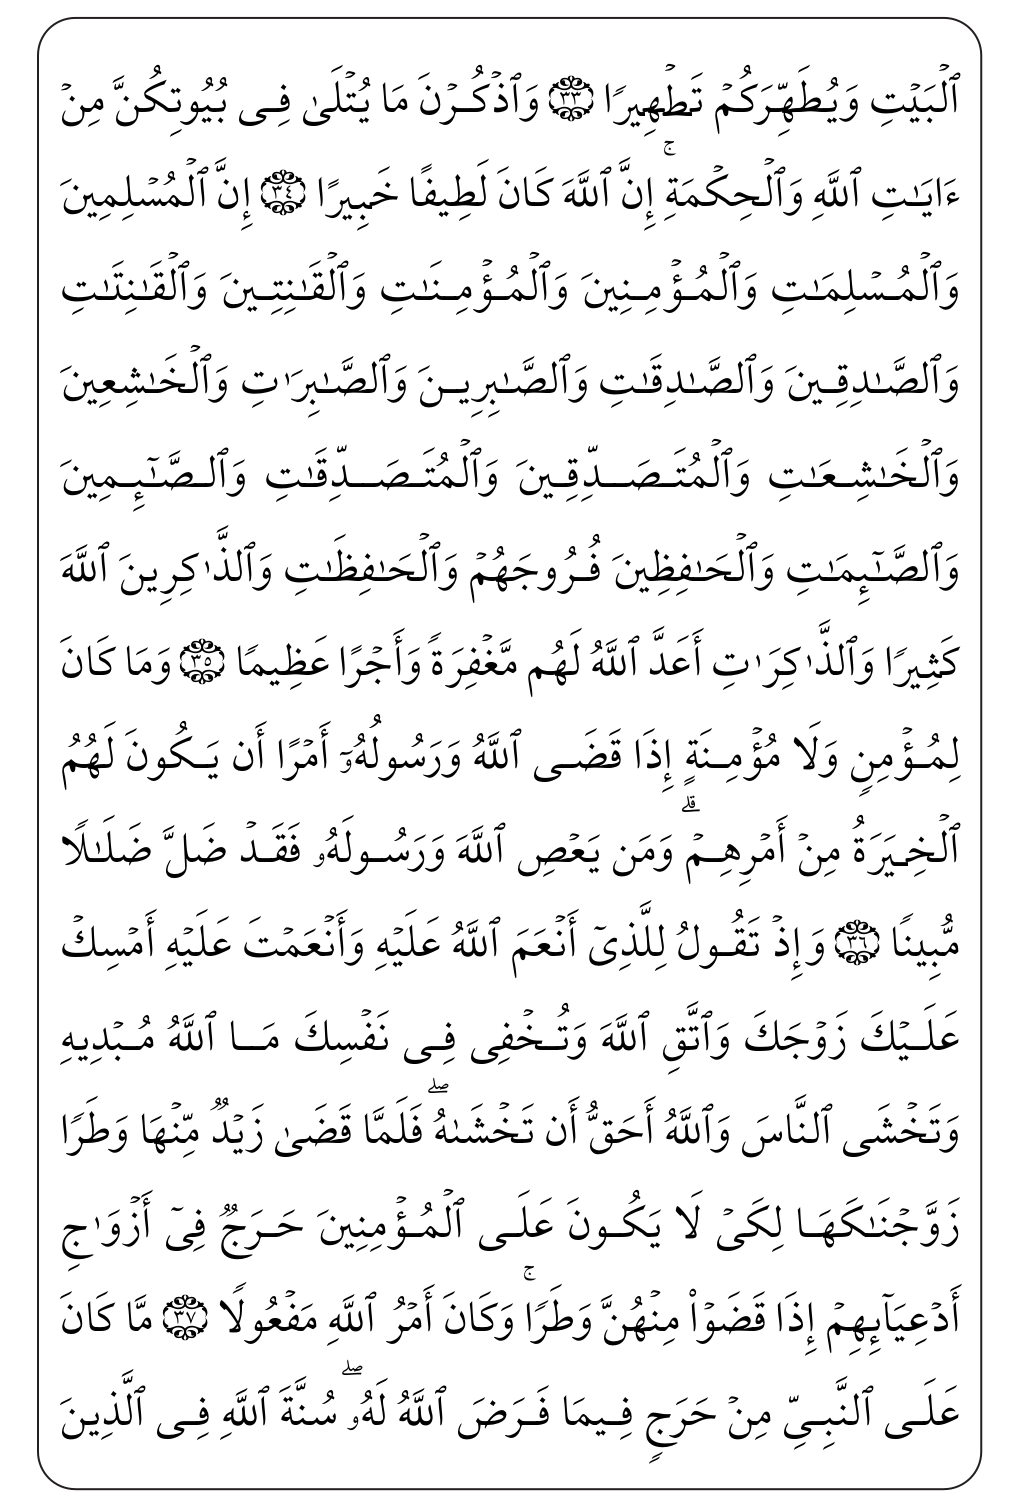 ٱلۡبَيۡتِ وَيُطَهِّرَكُمۡ تَطۡهِيرًا ٣٣ وَٱذۡكُرۡنَ مَا يُتۡلَىٰ فِي بُيُوتِكُنَّ مِنۡ
ءَايَٰتِ ٱللَّهِ وَٱلۡحِكۡمَةِۚ إِنَّ ٱللَّهَ كَانَ لَطِيفًا خَبِيرًا ٣٤ إِنَّ ٱلۡمُسۡلِمِينَ
وَٱلۡمُسۡلِمَٰتِ وَٱلۡمُؤۡمِنِينَ وَٱلۡمُؤۡمِنَٰتِ وَٱلۡقَٰنِتِينَ وَٱلۡقَٰنِتَٰتِ
وَٱلصَّٰدِقِينَ وَٱلصَّٰدِقَٰتِ وَٱلصَّٰبِرِينَ وَٱلصَّٰبِرَٰتِ وَٱلۡخَٰشِعِينَ
وَٱلۡخَٰشِعَٰتِ وَٱلۡمُتَصَدِّقِينَ وَٱلۡمُتَصَدِّقَٰتِ وَٱلصَّٰٓئِمِينَ
وَٱلصَّٰٓئِمَٰتِ وَٱلۡحَٰفِظِينَ فُرُوجَهُمۡ وَٱلۡحَٰفِظَٰتِ وَٱلذَّٰكِرِينَ ٱللَّهَ
كَثِيرًا وَٱلذَّٰكِرَٰتِ أَعَدَّ ٱللَّهُ لَهُم مَّغۡفِرَةً وَأَجۡرًا عَظِيمًا ٣٥ وَمَا كَانَ
لِمُؤۡمِنٍ وَلَا مُؤۡمِنَةٍ إِذَا قَضَى ٱللَّهُ وَرَسُولُهُۥٓ أَمۡرًا أَن يَكُونَ لَهُمُ
ٱلۡخِيَرَةُ مِنۡ أَمۡرِهِمۡۗ وَمَن يَعۡصِ ٱللَّهَ وَرَسُولَهُۥ فَقَدۡ ضَلَّ ضَلَٰلًا
مُّبِينًا ٣٦ وَإِذۡ تَقُولُ لِلَّذِيٓ أَنۡعَمَ ٱللَّهُ عَلَيۡهِ وَأَنۡعَمۡتَ عَلَيۡهِ أَمۡسِكۡ
عَلَيۡكَ زَوۡجَكَ وَٱتَّقِ ٱللَّهَ وَتُخۡفِي فِي نَفۡسِكَ مَا ٱللَّهُ مُبۡدِيهِ
وَتَخۡشَى ٱلنَّاسَ وَٱللَّهُ أَحَقُّ أَن تَخۡشَىٰهُۖ فَلَمَّا قَضَىٰ زَيۡدٌ مِّنۡهَا وَطَرًا
زَوَّجۡنَٰكَهَا لِكَيۡ لَا يَكُونَ عَلَى ٱلۡمُؤۡمِنِينَ حَرَجٌ فِيٓ أَزۡوَٰجِ
أَدۡعِيَآئِهِمۡ إِذَا قَضَوۡاْ مِنۡهُنَّ وَطَرًاۚ وَكَانَ أَمۡرُ ٱللَّهِ مَفۡعُولًا ٣٧ مَّا كَانَ
عَلَى ٱلنَّبِيِّ مِنۡ حَرَجٍ فِيمَا فَرَضَ ٱللَّهُ لَهُۥۖ سُنَّةَ ٱللَّهِ فِي ٱلَّذِينَ